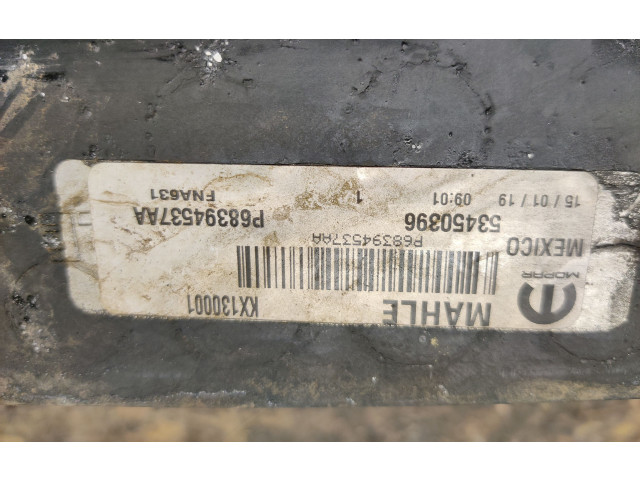 MAHLE KX130001
MOPAR
MEXICO
P68394537AA
53450396 P68394537AA
FNA631
15 / 01 / 19 09:01 1